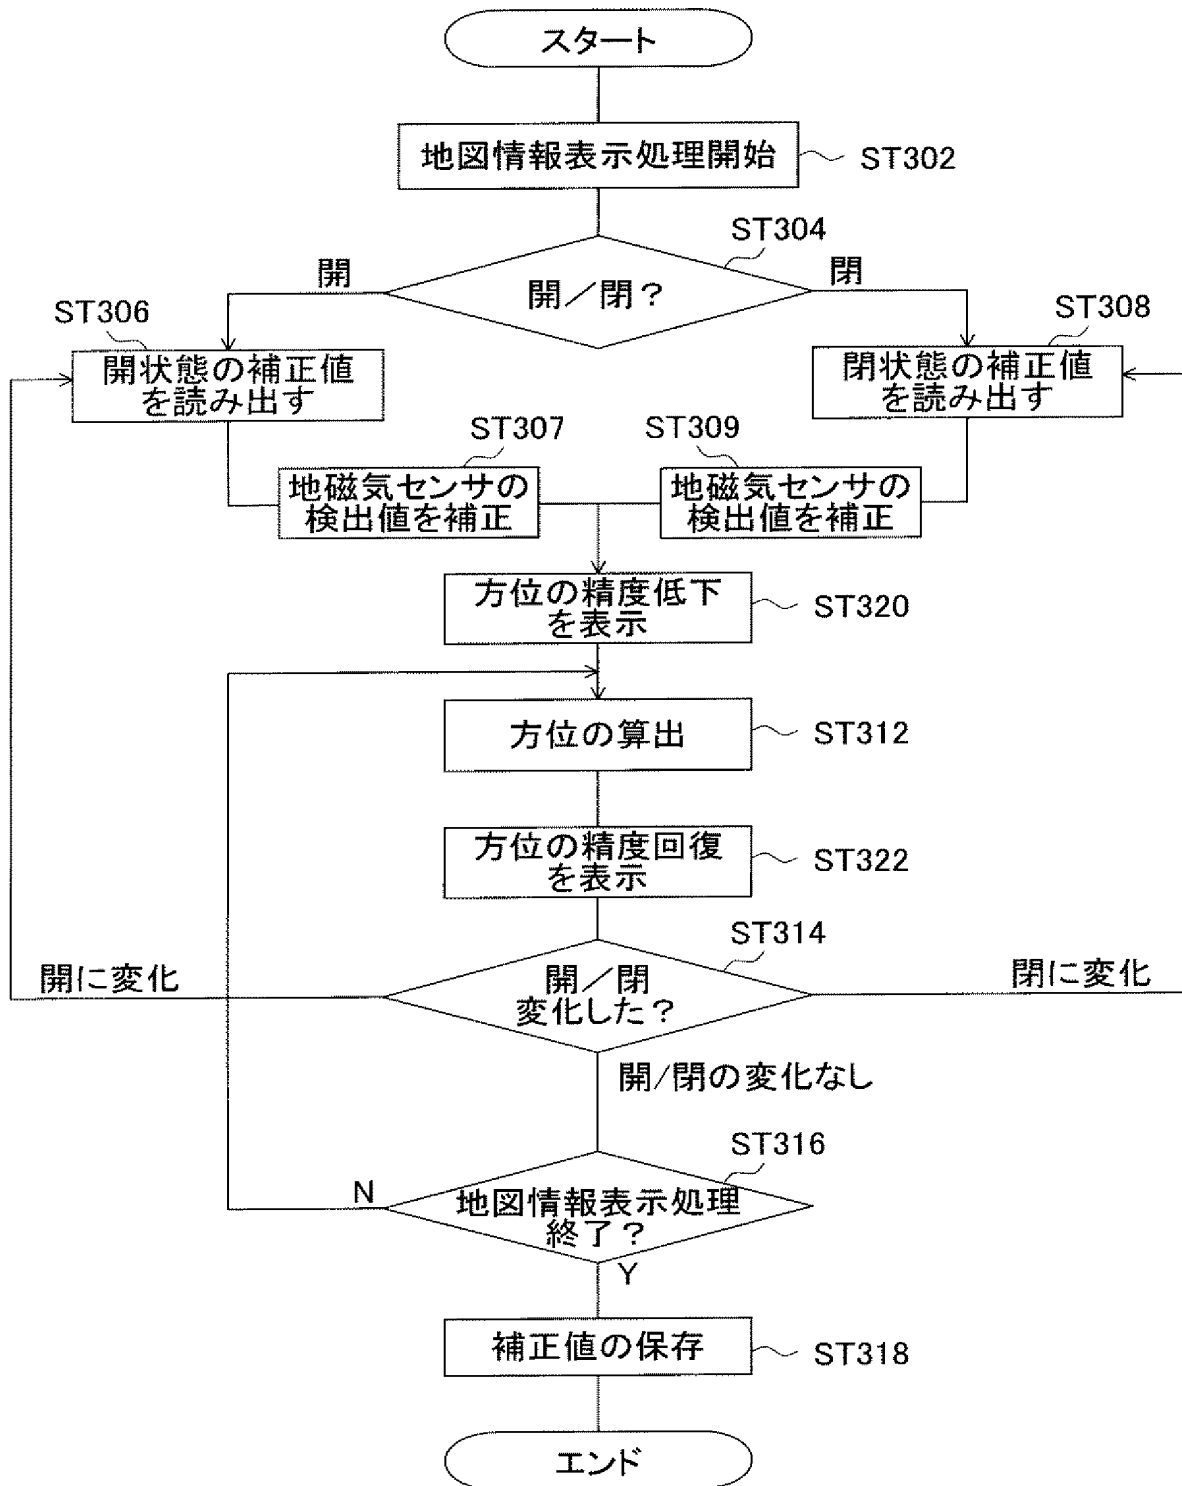 スタート
地図情報表示処理開始
ST302
ST304
開／閉？
開
閉
ST306
開状態の補正値
を読み出す
ST308
閉状態の補正値
を読み出す
ST307
地磁気センサの
検出値を補正
ST309
地磁気センサの
検出値を補正
方位の精度低下
を表示
ST320
方位の算出
ST312
方位の精度回復
を表示
ST322
ST314
開／閉
変化した？
開に変化
閉に変化
開/閉の変化なし
ST316
地図情報表示処理
終了？
N
Y
補正値の保存
ST318
エンド